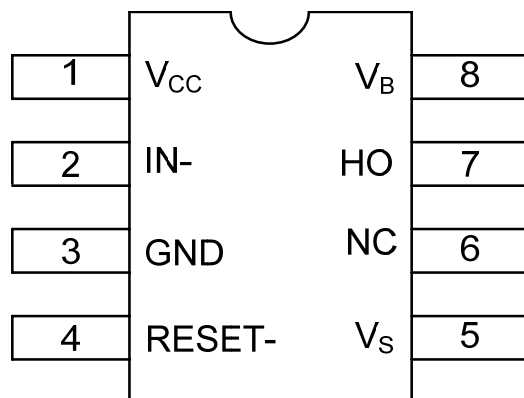 1 VCC VB 8
2 IN- HO 7
3 GND NC 6
4 RESET- VS 5